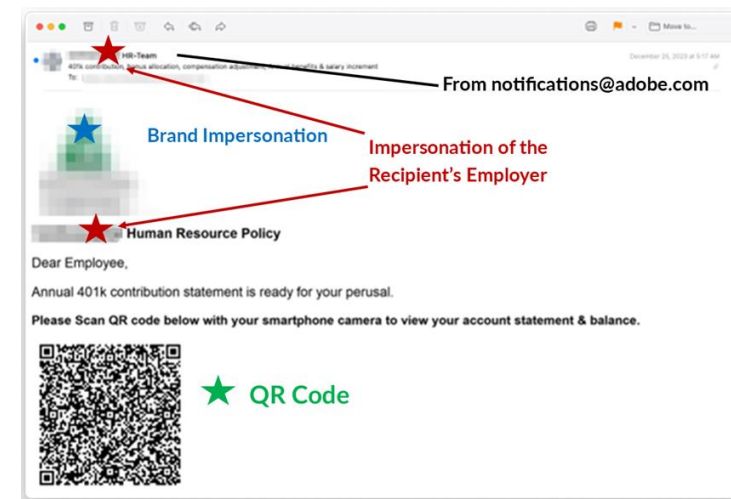 Move to...
HR-Team
December 25, 2023 at 5:17 AM
401k contribution, bonus allocation, compensation adjustment, annual benefits & salary increment
To:
From notifications@adobe.com
Brand Impersonation
Impersonation of the
Recipient's Employer
Human Resource Policy
Dear Employee,
Annual 401k contribution statement is ready for your perusal.
Please Scan QR code below with your smartphone camera to view your account statement & balance.
QR Code